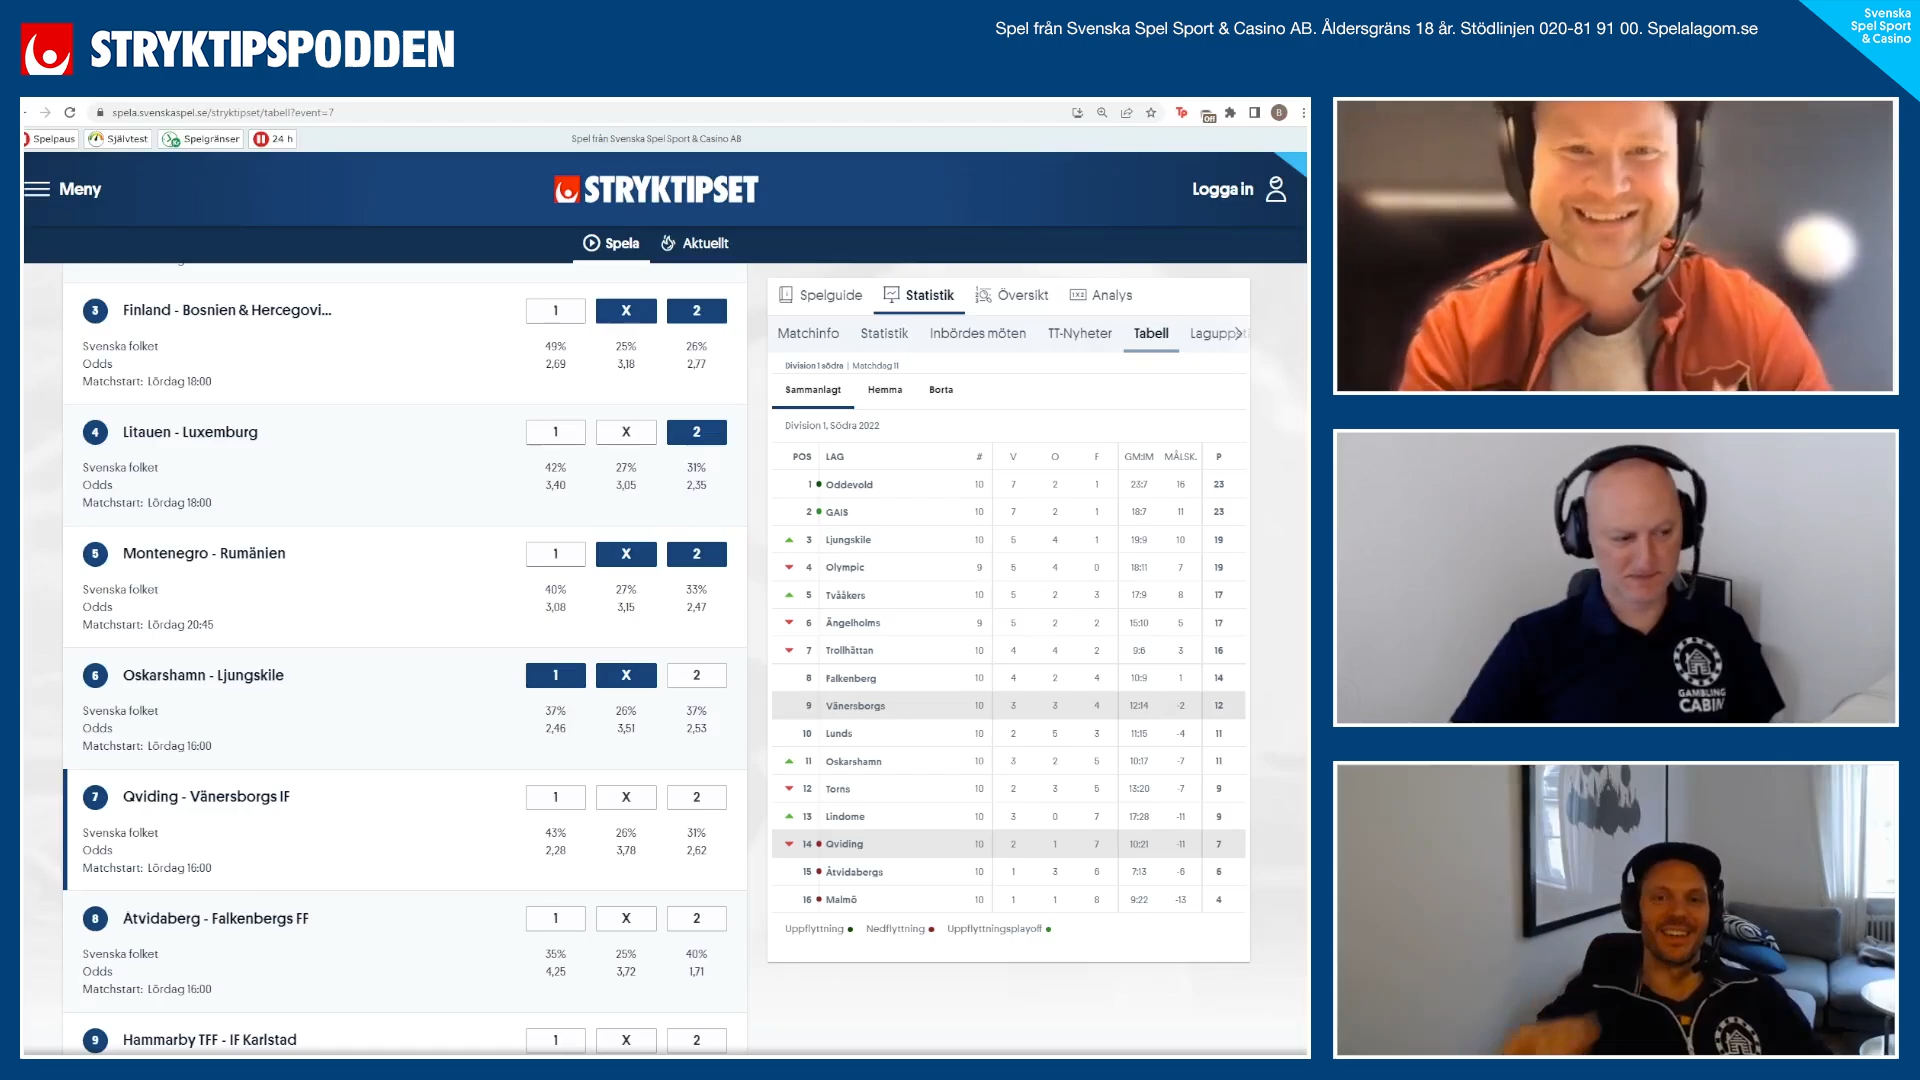 STRYKTIPSPODDEN
Spel från Svenska Spel Sport & Casino AB. Åldersgräns 18 år. Stödlinjen 020-81 91 00. Spelalagom.se
Svenska
Spel Sport
& Casino
spela.svenskaspel.se/stryktipset/tabell?event=7
Off
B
Spelpaus
Självtest
Spelgränser
24 h
Spel från Svenska Spel Sport & Casino AB
Meny
STRYKTIPSET
Logga in
Spela
Aktuellt
3 Finland - Bosnien & Hercegovi... 1 X 2
Svenska folket 49% 25% 26%
Odds 2,69 3,18 2,77
Matchstart: Lördag 18:00
4 Litauen - Luxemburg 1 X 2
Svenska folket 42% 27% 31%
Odds 3,40 3,05 2,35
Matchstart: Lördag 18:00
5 Montenegro - Rumänien 1 X 2
Svenska folket 40% 27% 33%
Odds 3,08 3,15 2,47
Matchstart: Lördag 20:45
6 Oskarshamn - Ljungskile 1 X 2
Svenska folket 37% 26% 37%
Odds 2,46 3,51 2,53
Matchstart: Lördag 16:00
7 Qviding - Vänersborgs IF 1 X 2
Svenska folket 43% 26% 31%
Odds 2,28 3,78 2,62
Matchstart: Lördag 16:00
8 Åtvidaberg - Falkenbergs FF 1 X 2
Svenska folket 35% 25% 40%
Odds 4,25 3,72 1,71
Matchstart: Lördag 16:00
9 Hammarby TFF - IF Karlstad 1 X 2
Spelguide Statistik Översikt Analys
Matchinfo Statistik Inbördes möten TT-Nyheter Tabell
Division 1 södra | Matchdag 11
Sammanlagt Hemma Borta
Division 1, Södra 2022
POS LAG # V O F GM:IM MÅLSK. P
1 Oddevold 10 7 2 1 23:7 16 23
2 GAIS 10 7 2 1 18:7 11 23
3 Ljungskile 10 5 4 1 19:9 10 19
4 Olympic 9 5 4 0 18:11 7 19
5 Tvååkers 10 5 2 3 17:9 8 17
6 Ängelholms 9 5 2 2 15:10 5 17
7 Trollhättan 10 4 4 2 9:6 3 16
8 Falkenberg 10 4 2 4 10:9 1 14
9 Vänersborgs 10 3 3 4 12:14 -2 12
10 Lunds 10 2 5 3 11:15 -4 11
11 Oskarshamn 10 3 2 5 10:17 -7 11
12 Torns 10 2 3 5 13:20 -7 9
13 Lindome 10 3 0 7 17:28 -11 9
14 Qviding 10 2 1 7 10:21 -11 7
15 Åtvidabergs 10 1 3 6 7:13 -6 6
16 Malmö 10 1 1 8 9:22 -13 4
Uppflyttning Nedflyttning Uppflyttningsplayoff
GAMBLING
CABIN